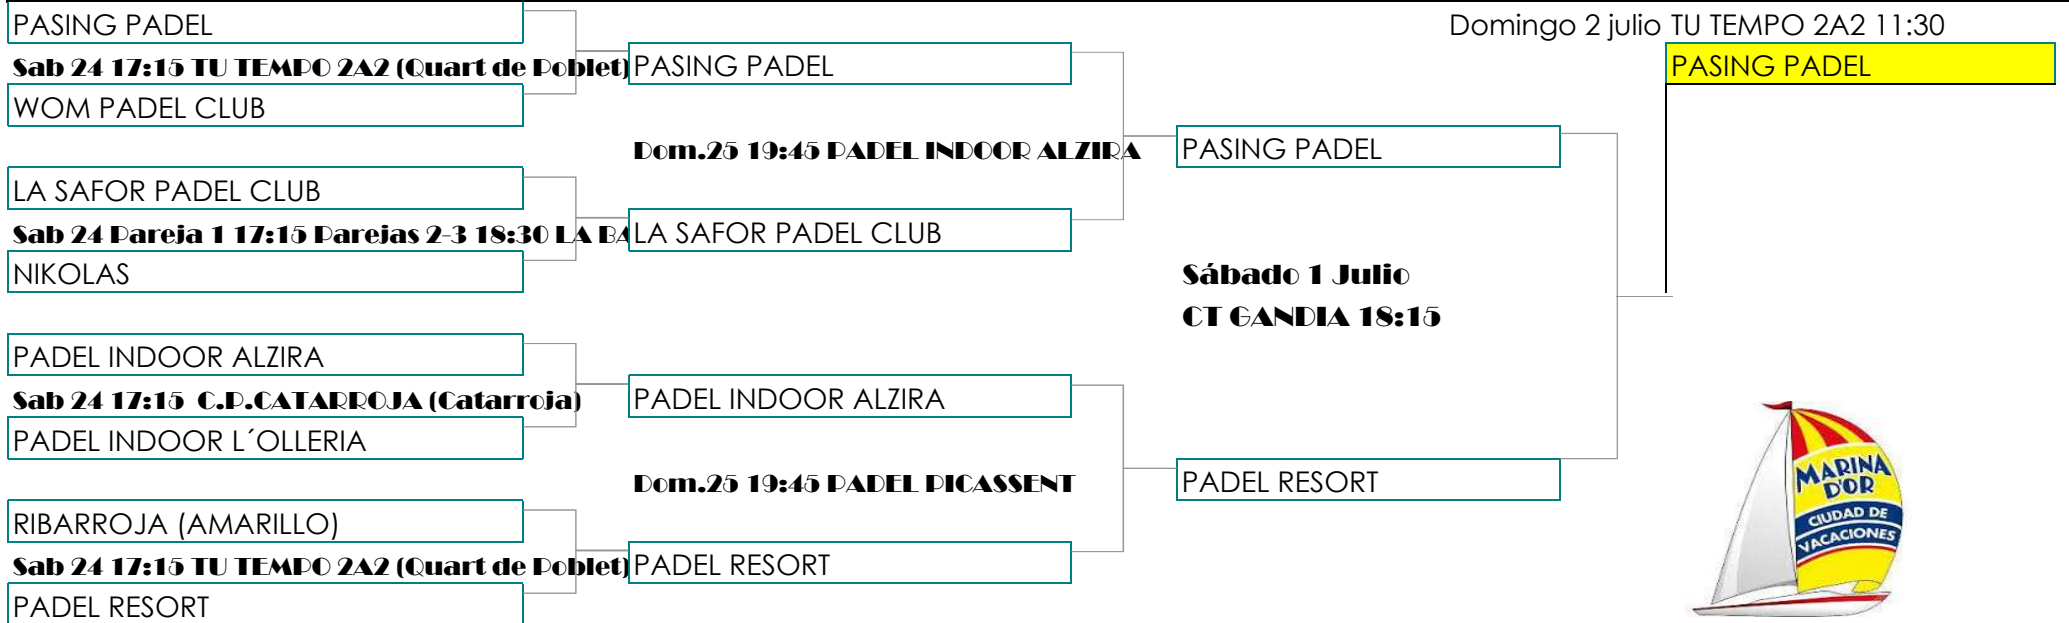 PASING PADEL
Domingo 2 julio TU TEMPO 2A2 11:30
Sab 24 17:15 TU TEMPO 2A2 (Quart de Poblet)
PASING PADEL
PASING PADEL
WOM PADEL CLUB
Dom.25 19:45 PADEL INDOOR ALZIRA
PASING PADEL
LA SAFOR PADEL CLUB
Sab 24 Pareja 1 17:15 Parejas 2-3 18:30 LA BA
LA SAFOR PADEL CLUB
NIKOLAS
Sábado 1 Julio
CT GANDIA 18:15
PADEL INDOOR ALZIRA
Sab 24 17:15 C.P.CATARROJA (Catarroja)
PADEL INDOOR ALZIRA
PADEL INDOOR L´OLLERIA
Dom.25 19:45 PADEL PICASSENT
PADEL RESORT
RIBARROJA (AMARILLO)
Sab 24 17:15 TU TEMPO 2A2 (Quart de Poblet)
PADEL RESORT
PADEL RESORT
MARINA
D'OR
CIUDAD DE
VACACIONES